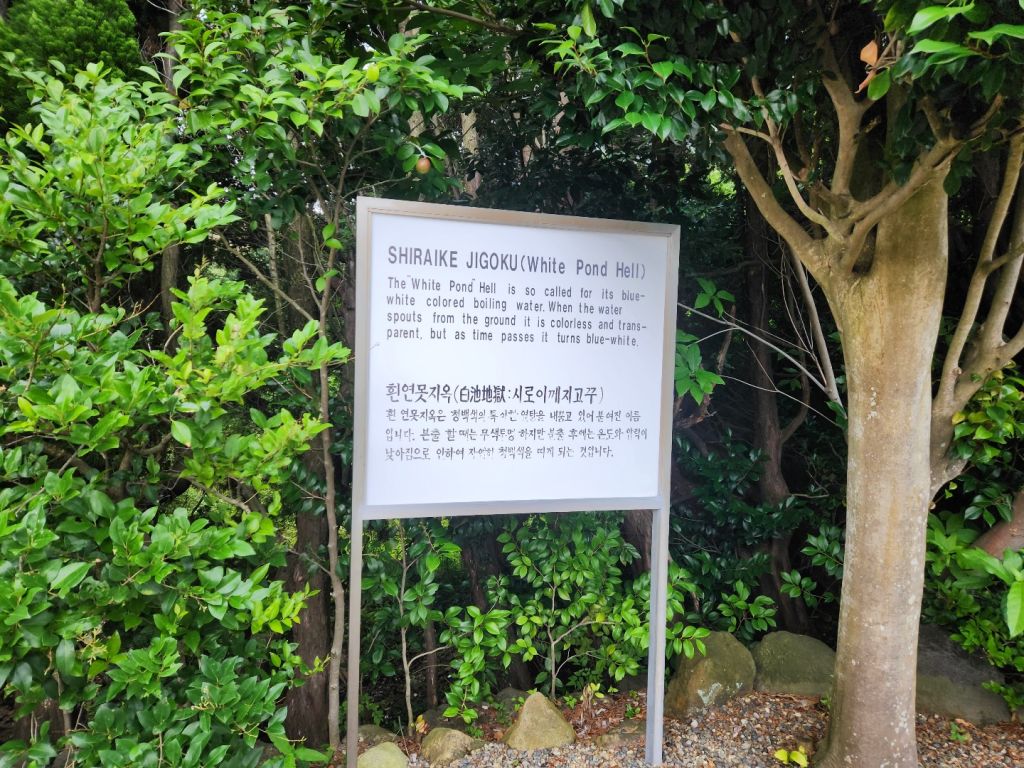 SHIRAIKE JIGOKU(White Pond Hell)
The "White Pond" Hell is so called for its blue-
white colored boiling water. When the water
spouts from the ground it is colorless and trans-
parent, but as time passes it turns blue-white.
흰연못지옥(白池地獄:시로이께지고꾸)
흰 연못지옥은 청백색의 열탕을 내뿜고 있어 붙여진 이름
입니다. 분출 할 때는 무색투명 하지만 분출 후에는 온도와 압력이
낮아짐으로 인하여 자연히 청백색을 띠게 되는 것입니다.